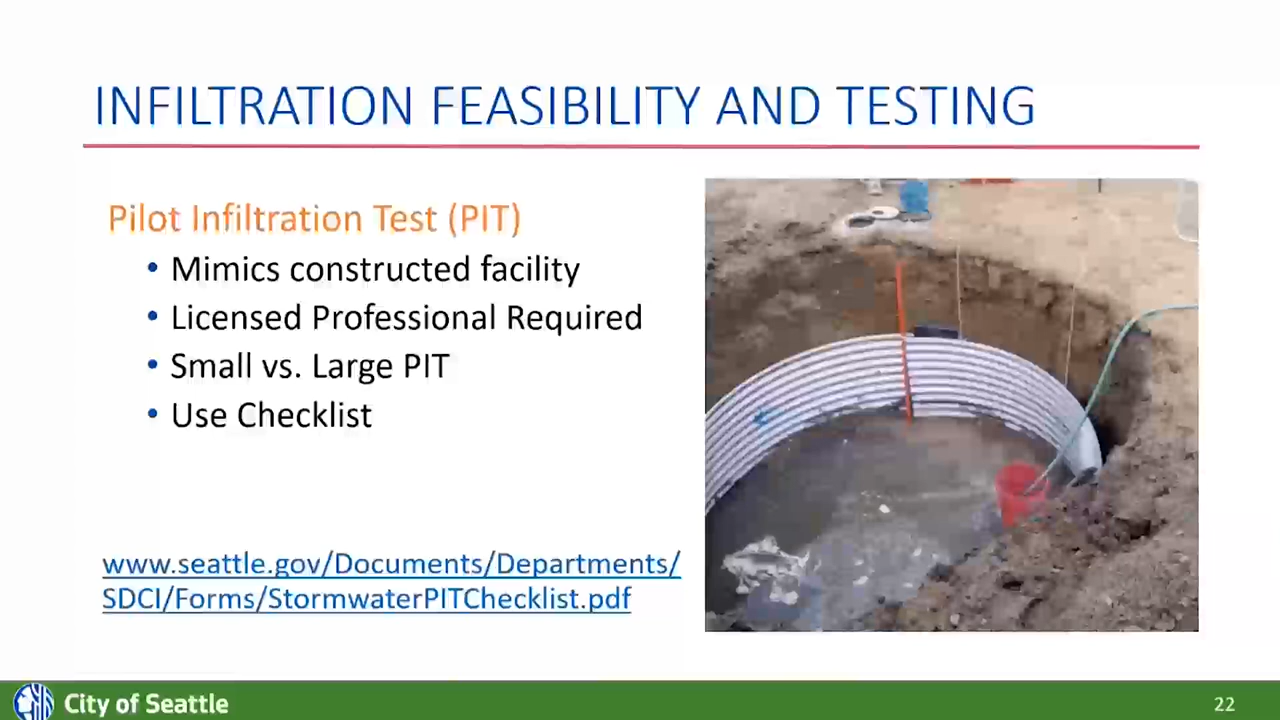 INFILTRATION FEASIBILITY AND TESTING
Pilot Infiltration Test (PIT)
• Mimics constructed facility
• Licensed Professional Required
• Small vs. Large PIT
• Use Checklist
www.seattle.gov/Documents/Departments/
SDCI/Forms/StormwaterPITChecklist.pdf
City of Seattle
22